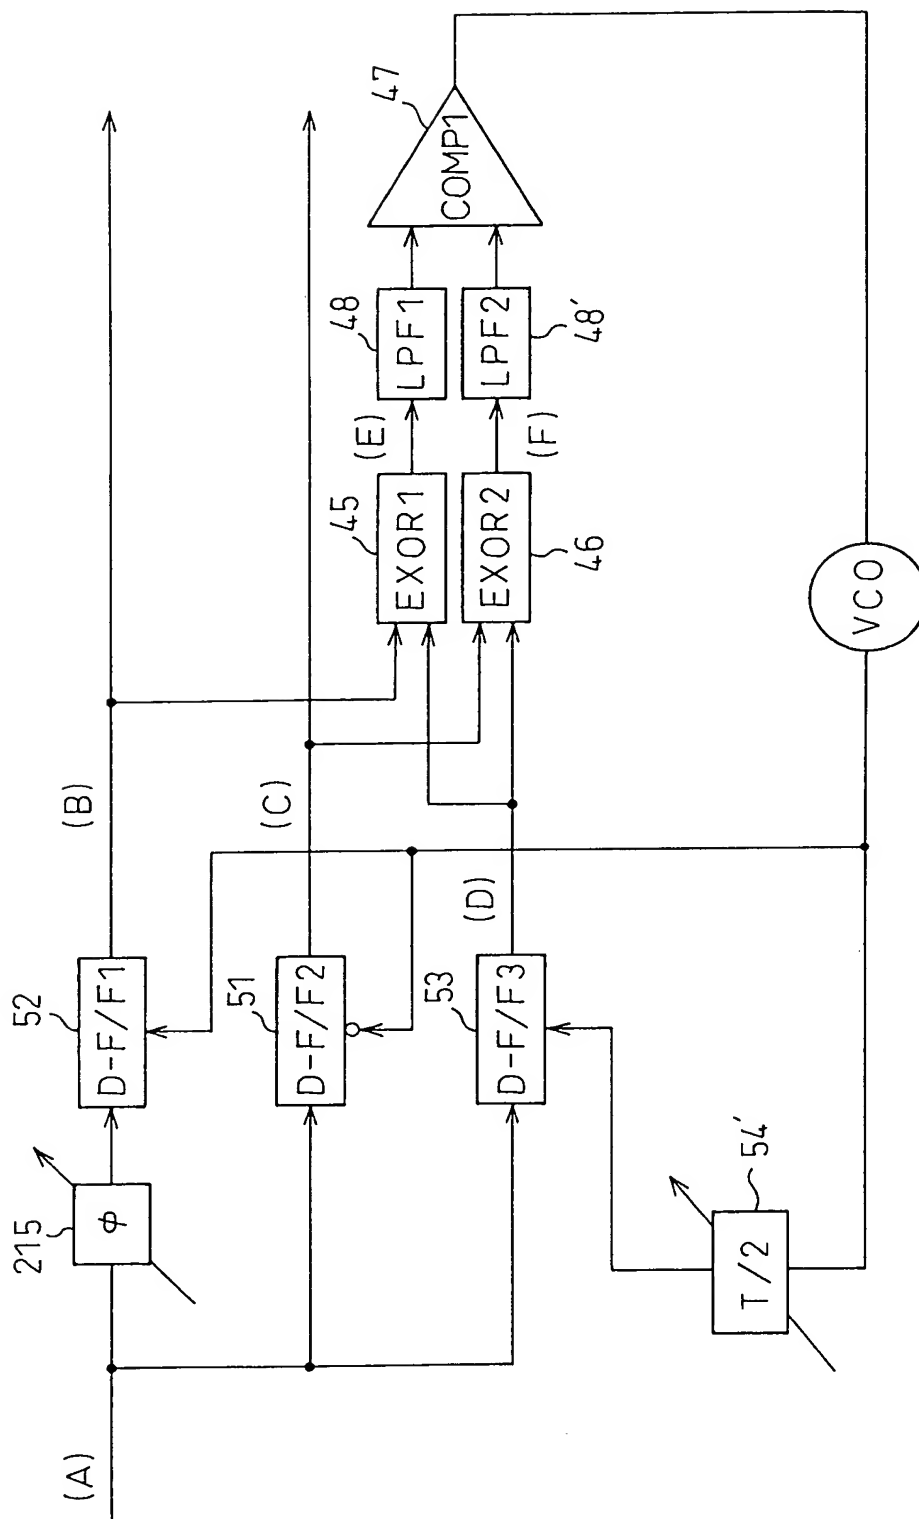 (A)
215
φ
52
D-F/F1
(B)
51
D-F/F2
(C)
53
D-F/F3
(D)
45
EXOR1
(E)
48
LPF1
46
EXOR2
(F)
48′
LPF2
47
COMP1
54′
T/2
VCO